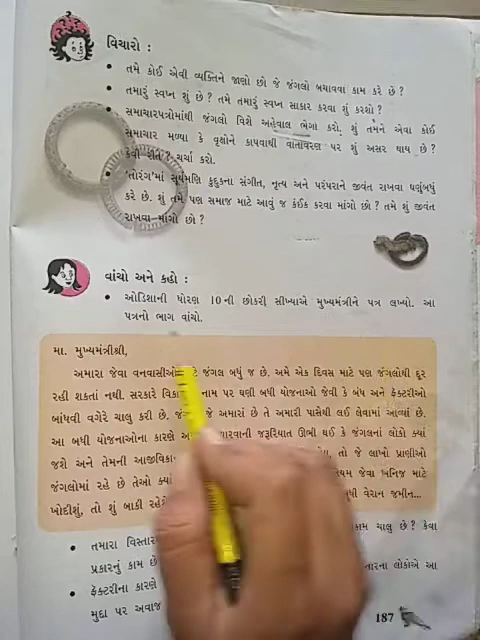 વિચારો :
• તમે કોઈ એવી વ્યક્તિને જાણો છો જે જંગલો બચાવવા કામ કરે છે ?
• તમારું સ્વપ્ન શું છે ? તમે તમારું સ્વપ્ન સાકાર કરવા શું કરશો ?
• સમાચારપત્રોમાંથી જંગલો વિશે અહેવાલ ભેગા કરો. શું તમને એવા કોઈ
સમાચાર મળ્યા કે વૃક્ષોને કાપવાથી વાતાવરણ પર શું અસર થાય છે ?
કેવી રીતે ? ચર્ચા કરો.
• 'તોરંગ'માં સૂર્યમણિ કુદુકના સંગીત, નૃત્ય અને પરંપરાને જીવંત રાખવા ઘણુંબધું
કરે છે. શું તમે પણ સમાજ માટે આવું જ કંઈક કરવા માંગો છો ? તમે શું જીવંત
રાખવા માંગો છો ?
વાંચો અને કહો :
• ઓડિશાની ધોરણ 10 ની છોકરી સીખ્યાએ મુખ્યમંત્રીને પત્ર લખ્યો. આ
પત્રનો ભાગ વાંચો.
મા. મુખ્યમંત્રીશ્રી,
અમારા જેવા વનવાસીઓ જંગલ બધું જ છે. અમે એક દિવસ માટે પણ જંગલોથી દૂર
રહી શકતાં નથી. સરકારે નામ પર ઘણી બધી યોજનાઓ જેવી કે બંધ અને ફૅક્ટરીઓ
બાંધવી વગેરે ચાલુ કરી છે. જે અમારાં છે તે અમારી પાસેથી લઈ લેવામાં આવ્યાં છે.
આ બધી યોજનાઓના કારણે જરૂરિયાત ઊભી થઈ કે જંગલનાં લોકો ક્યાં
જશે અને તેમની તો જે લાખો પ્રાણીઓ
જંગલોમાં રહે છે તેઓ ક્યાં જેવા ખનિજ માટે
ખોદીશું, તો શું બાકી રહેશે વેરાન જમીન...
• તમારા કામ ચાલુ છે ? કેવા
પ્રકારનું કામ છે લોકોએ આ
• ફૅક્ટરીના કારણે
મુદ્દા પર અવાજ
187